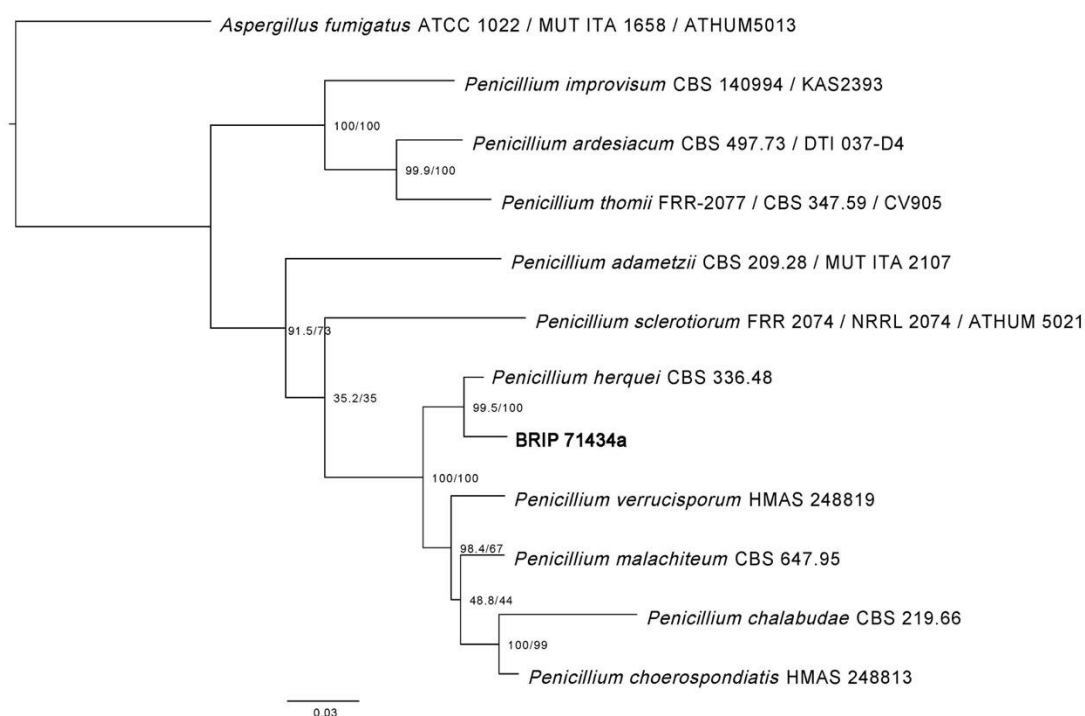 Aspergillus fumigatus ATCC 1022 / MUT ITA 1658 / ATHUM5013
Penicillium improvisum CBS 140994 / KAS2393
100/100
Penicillium ardesiacum CBS 497.73 / DTI 037-D4
99.9/100
Penicillium thomii FRR-2077 / CBS 347.59 / CV905
Penicillium adametzii CBS 209.28 / MUT ITA 2107
91.5/73
Penicillium sclerotiorum FRR 2074 / NRRL 2074 / ATHUM 5021
35.2/35
Penicillium herquei CBS 336.48
99.5/100
BRIP 71434a
100/100
Penicillium verrucisporum HMAS 248819
98.4/67
Penicillium malachiteum CBS 647.95
48.8/44
Penicillium chalabudae CBS 219.66
100/99
Penicillium choerospondiatis HMAS 248813
0.03